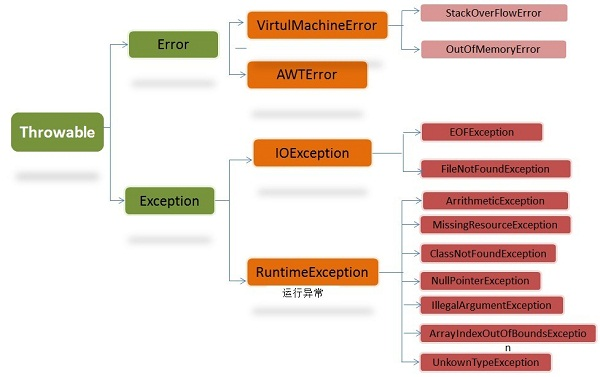 Throwable
Error
VirtulMachineError
StackOverFlowError
OutOfMemoryError
AWTError
Exception
IOException
EOFException
FileNotFoundException
RuntimeException
运行异常
ArrithmeticException
MissingResourceException
ClassNotFoundException
NullPointerException
IllegalArgumentException
ArrayIndexOutOfBoundsExceptio
n
UnkownTypeException